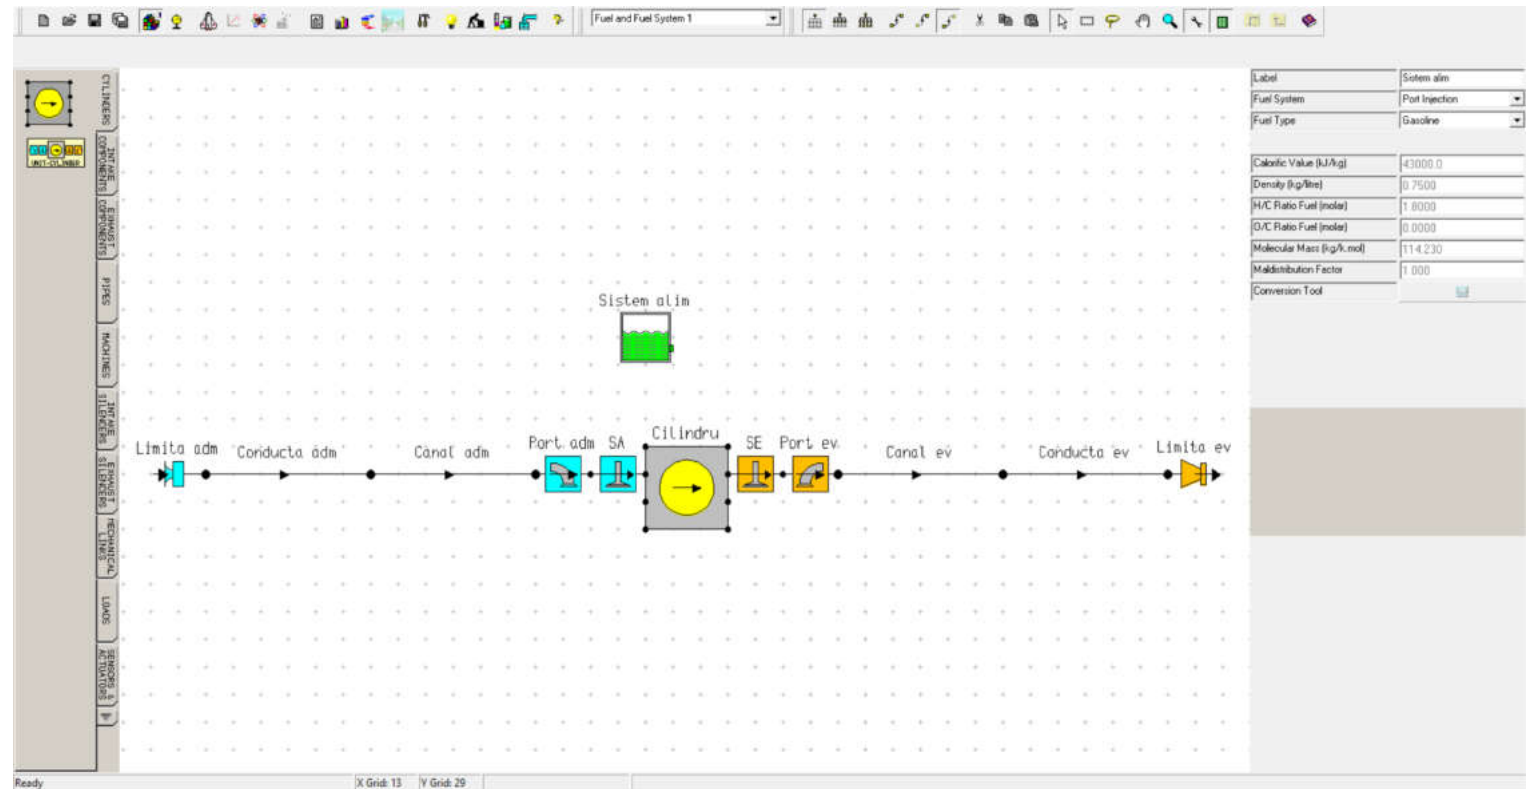 Fuel and Fuel System 1
CYLINDERS
UNIT-CYLINDER
INTAKE
COMPONENTS
EXHAUST
COMPONENTS
PIPES
MACHINES
INTAKE
SILENCERS
EXHAUST
SILENCERS
MECHANICAL
LINKS
LOADS
SENSORS &
ACTUATORS
Sistem alim
Limita adm
Conducta adm
Canal adm
Port adm
SA
Cilindru
SE
Port ev
Canal ev
Conducta ev
Limita ev
Label Sistem alim
Fuel System Port Injection
Fuel Type Gasoline
Calorific Value (kJ/kg) 43000.0
Density (kg/litre) 0.7500
H/C Ratio Fuel (molar) 1.8000
O/C Ratio Fuel (molar) 0.0000
Molecular Mass (kg/k.mol) 114.230
Maldistribution Factor 1.000
Conversion Tool
Ready X Grid: 13 Y Grid: 29